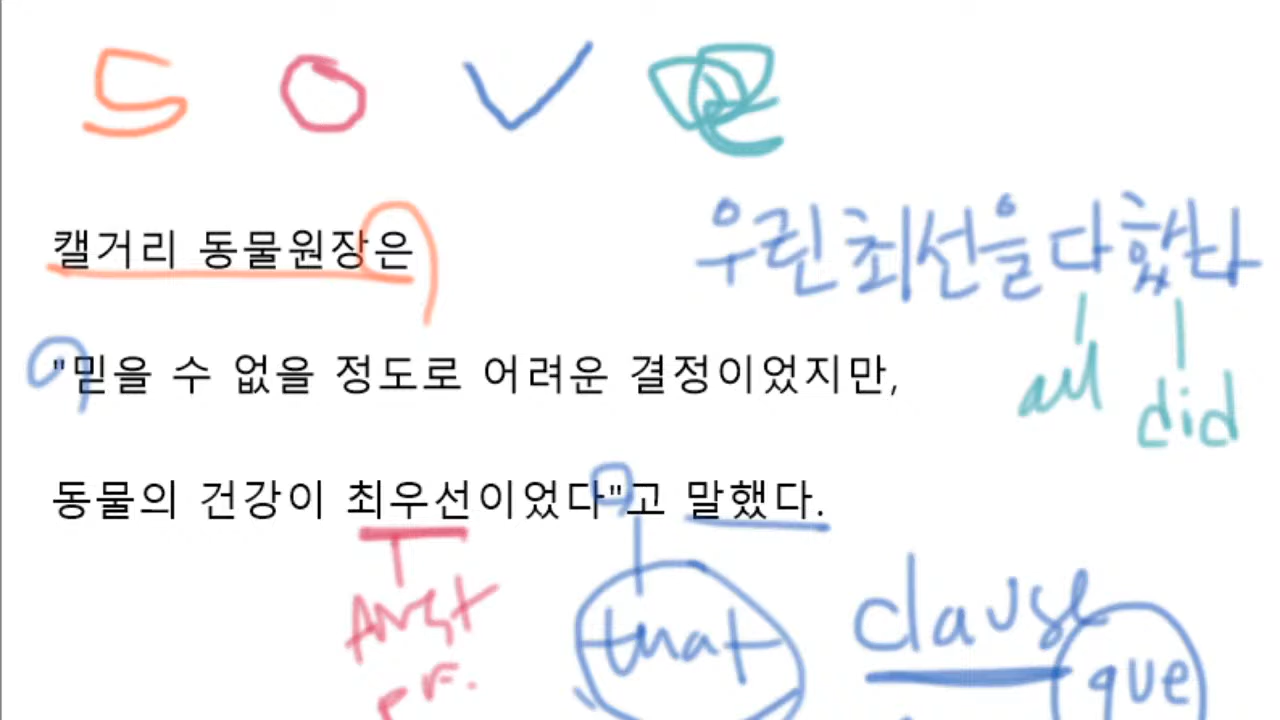 S O V
캘거리 동물원장은
우린 최선을 다했다
"믿을 수 없을 정도로 어려운 결정이었지만,
all did
동물의 건강이 최우선이었다"고 말했다.
clause
that
que